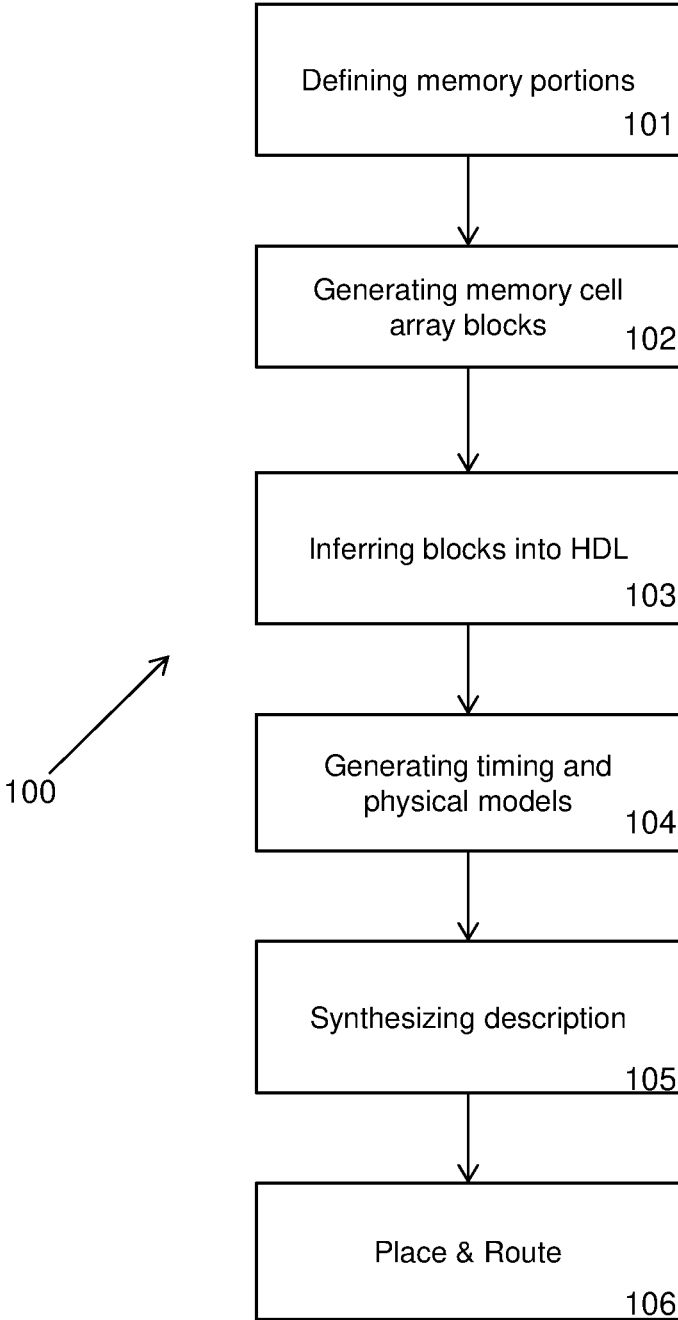 Defining memory portions
101
Generating memory cell
array blocks
102
Inferring blocks into HDL
103
100
Generating timing and
physical models
104
Synthesizing description
105
Place & Route
106